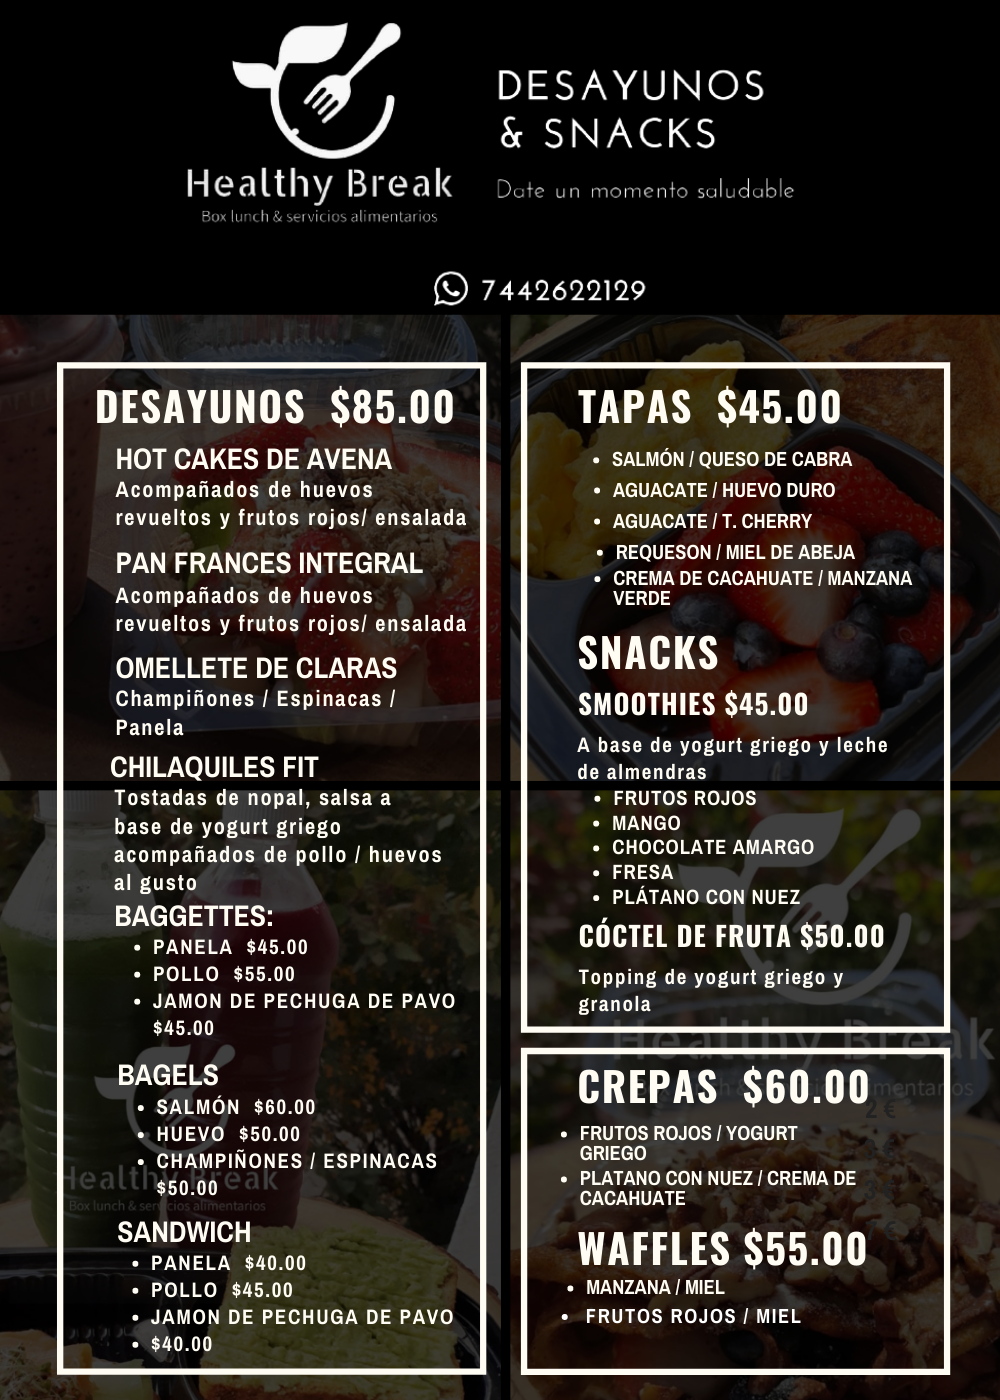 Healthy Break
Box lunch & servicios alimentarios
DESAYUNOS
& SNACKS
Date un momento saludable
7442622129
DESAYUNOS $85.00
HOT CAKES DE AVENA
Acompañados de huevos
revueltos y frutos rojos/ ensalada
PAN FRANCES INTEGRAL
Acompañados de huevos
revueltos y frutos rojos/ ensalada
OMELLETE DE CLARAS
Champiñones / Espinacas /
Panela
CHILAQUILES FIT
Tostadas de nopal, salsa a
base de yogurt griego
acompañados de pollo / huevos
al gusto
BAGGETTES:
• PANELA $45.00
• POLLO $55.00
• JAMON DE PECHUGA DE PAVO
$45.00
BAGELS
• SALMÓN $60.00
• HUEVO $50.00
• CHAMPIÑONES / ESPINACAS
$50.00
Healthy Break
Box lunch & servicios alimentarios
SANDWICH
• PANELA $40.00
• POLLO $45.00
• JAMON DE PECHUGA DE PAVO
• $40.00
TAPAS $45.00
• SALMÓN / QUESO DE CABRA
• AGUACATE / HUEVO DURO
• AGUACATE / T. CHERRY
• REQUESON / MIEL DE ABEJA
• CREMA DE CACAHUATE / MANZANA
VERDE
SNACKS
SMOOTHIES $45.00
A base de yogurt griego y leche
de almendras
• FRUTOS ROJOS
• MANGO
• CHOCOLATE AMARGO
• FRESA
• PLÁTANO CON NUEZ
CÓCTEL DE FRUTA $50.00
Topping de yogurt griego y
granola
Healthy Break
CREPAS $60.00
2 €
• FRUTOS ROJOS / YOGURT
GRIEGO
• PLATANO CON NUEZ / CREMA DE
CACAHUATE
WAFFLES $55.00
• MANZANA / MIEL
• FRUTOS ROJOS / MIEL